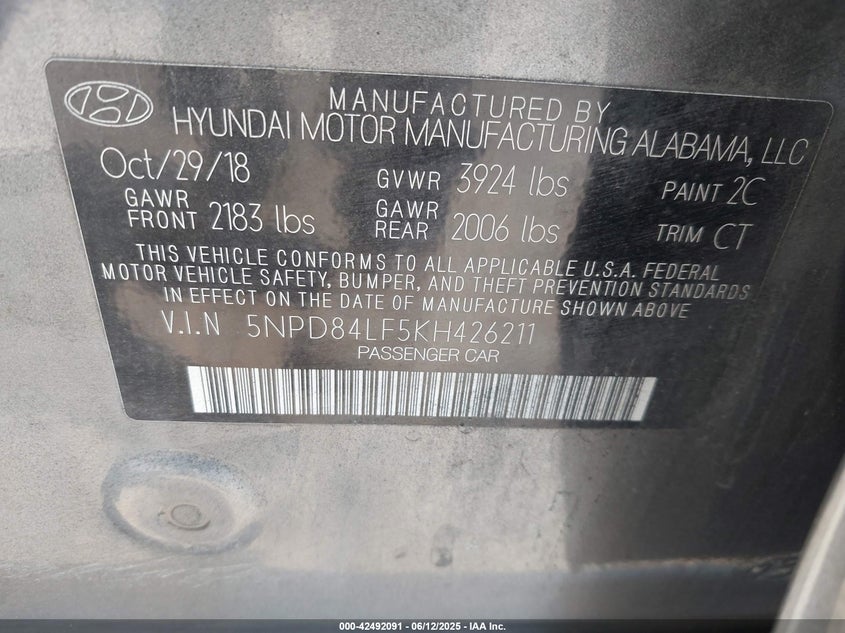 MANUFACTURED BY
HYUNDAI MOTOR MANUFACTURING ALABAMA, LLC
Oct/29/18 GVWR 3924 lbs PAINT 2C
GAWR FRONT 2183 lbs GAWR REAR 2006 lbs TRIM CT
THIS VEHICLE CONFORMS TO ALL APPLICABLE U.S.A. FEDERAL
MOTOR VEHICLE SAFETY, BUMPER, AND THEFT PREVENTION STANDARDS
IN EFFECT ON THE DATE OF MANUFACTURE SHOWN ABOVE
V.I.N 5NPD84LF5KH426211
PASSENGER CAR
000-42492091 - 06/12/2025 - IAA Inc.